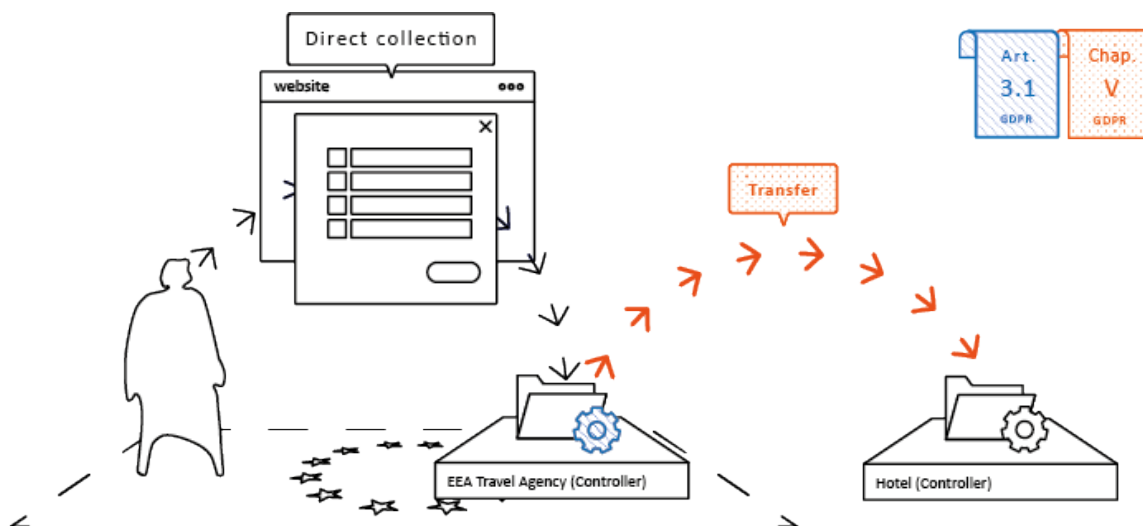 Direct collection
website
Art.
3.1
GDPR
Chap.
V
GDPR
Transfer
EEA Travel Agency (Controller)
Hotel (Controller)